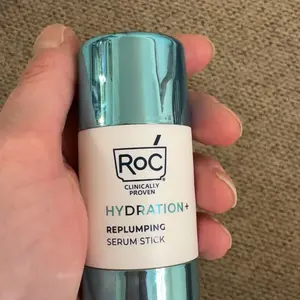 RoC
CLINICALLY
PROVEN
HYDRATION+
REPLUMPING
SERUM STICK